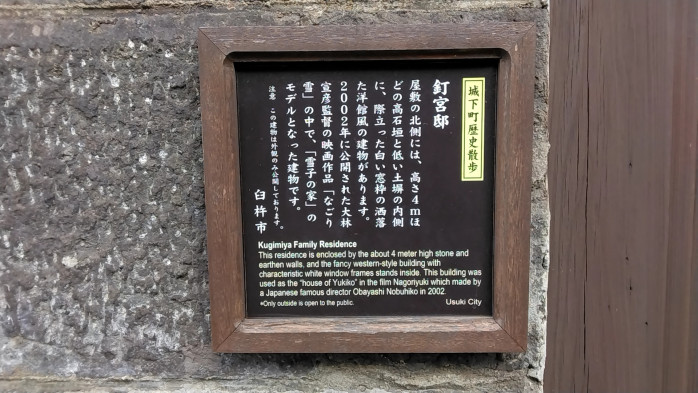 城下町歴史散歩
釘宮邸
屋敷の北側には、高さ4mほ
どの高石垣と低い土塀の内側
に、際立った白い窓枠の洒落
た洋館風の建物があります。
2002年に公開された大林
宣彦監督の映画作品「なごり
雪」の中で、「雪子の家」の
モデルとなった建物です。
注意 この建物は外観のみ公開しております。
臼杵市
Kugimiya Family Residence
This residence is enclosed by the about 4 meter high stone and
earthen walls, and the fancy western-style building with
characteristic white window frames stands inside. This building was
used as the "house of Yukiko" in the film Nagoriyuki which made by
a Japanese famous director Obayashi Nobuhiko in 2002.
※Only outside is open to the public.
Usuki City